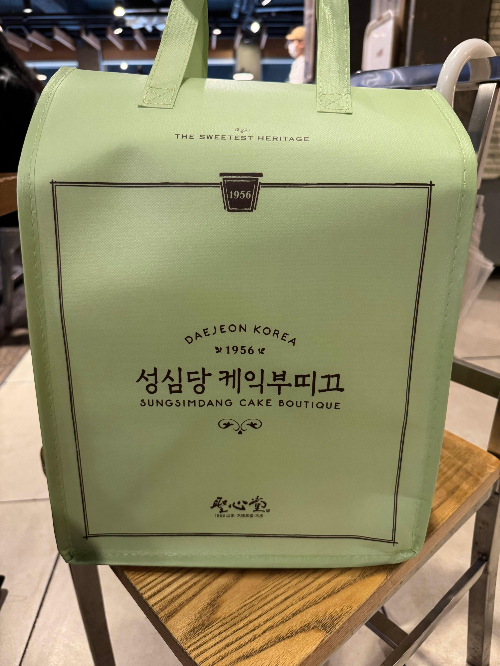 THE SWEETEST HERITAGE
1956
DAEJEON KOREA
1956
성심당 케익부띠끄
SUNGSIMDANG CAKE BOUTIQUE
聖心堂